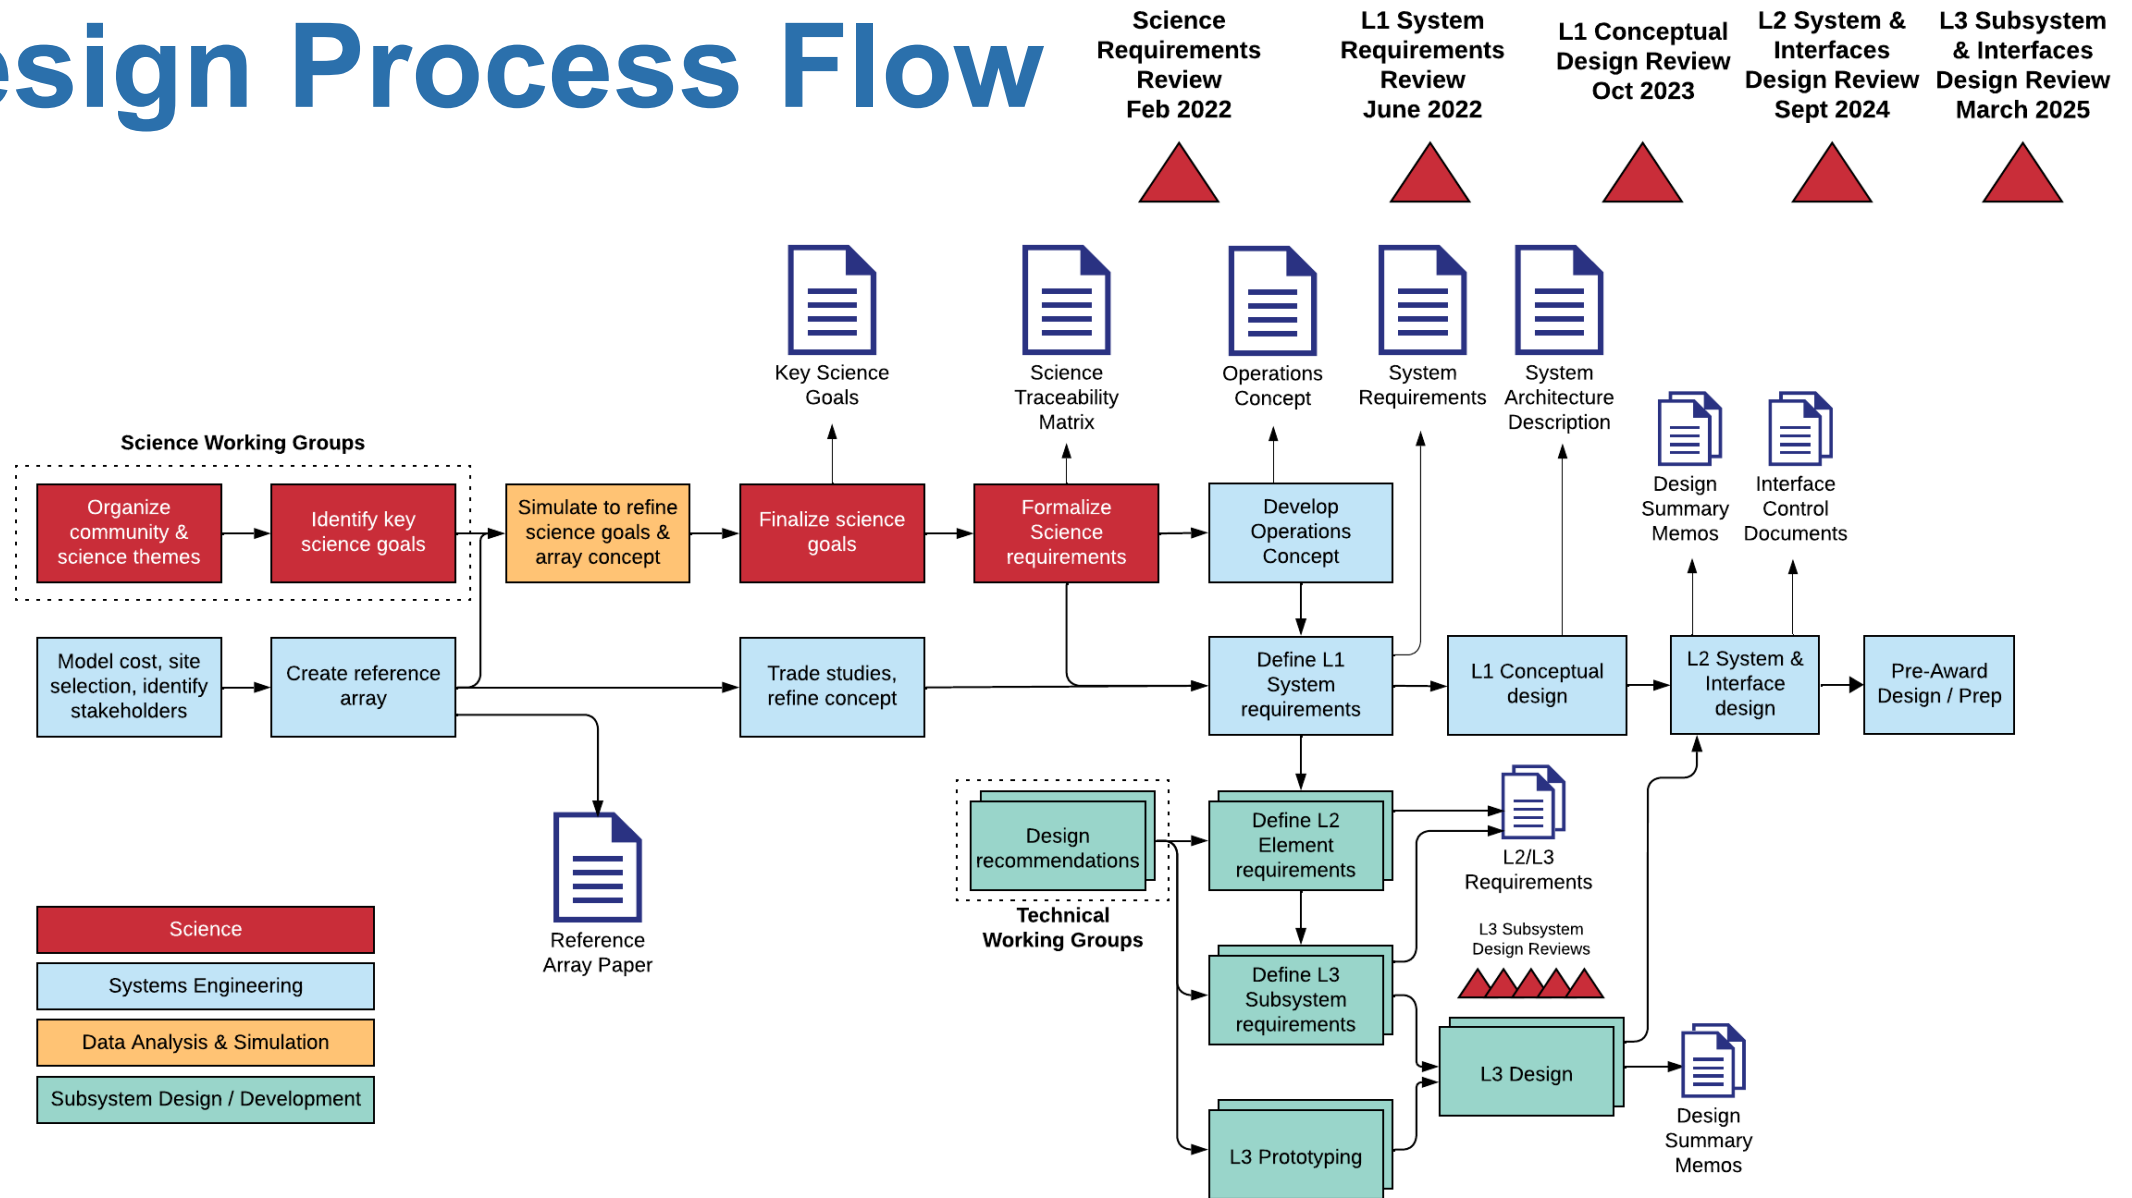 esign Process Flow
Science
Requirements
Review
Feb 2022
L1 System
Requirements
Review
June 2022
L1 Conceptual
Design Review
Oct 2023
L2 System &
Interfaces
Design Review
Sept 2024
L3 Subsystem
& Interfaces
Design Review
March 2025
Key Science
Goals
Science
Traceability
Matrix
Operations
Concept
System
Requirements
System
Architecture
Description
Design
Summary
Memos
Interface
Control
Documents
Science Working Groups
Organize
community &
science themes
Identify key
science goals
Simulate to refine
science goals &
array concept
Finalize science
goals
Formalize
Science
requirements
Develop
Operations
Concept
Model cost, site
selection, identify
stakeholders
Create reference
array
Trade studies,
refine concept
Define L1
System
requirements
L1 Conceptual
design
L2 System &
Interface
design
Pre-Award
Design / Prep
Reference
Array Paper
Design
recommendations
Technical
Working Groups
Define L2
Element
requirements
L2/L3
Requirements
Define L3
Subsystem
requirements
L3 Subsystem
Design Reviews
L3 Design
L3 Prototyping
Design
Summary
Memos
Science
Systems Engineering
Data Analysis & Simulation
Subsystem Design / Development